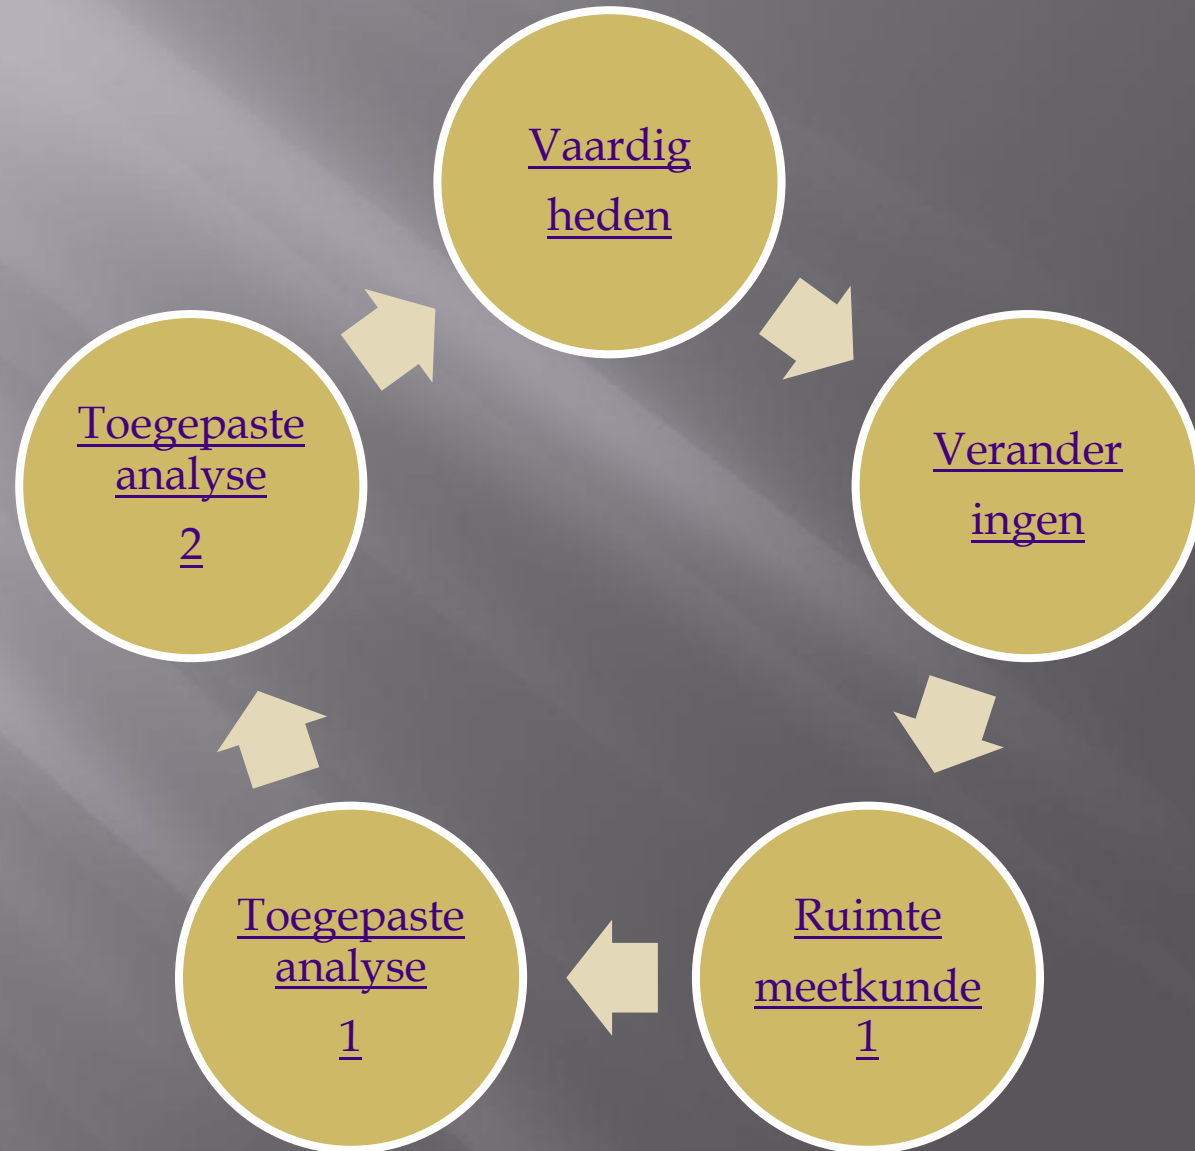 Vaardig
heden
Verander
ingen
Ruimte
meetkunde
1
Toegepaste
analyse
1
Toegepaste
analyse
2